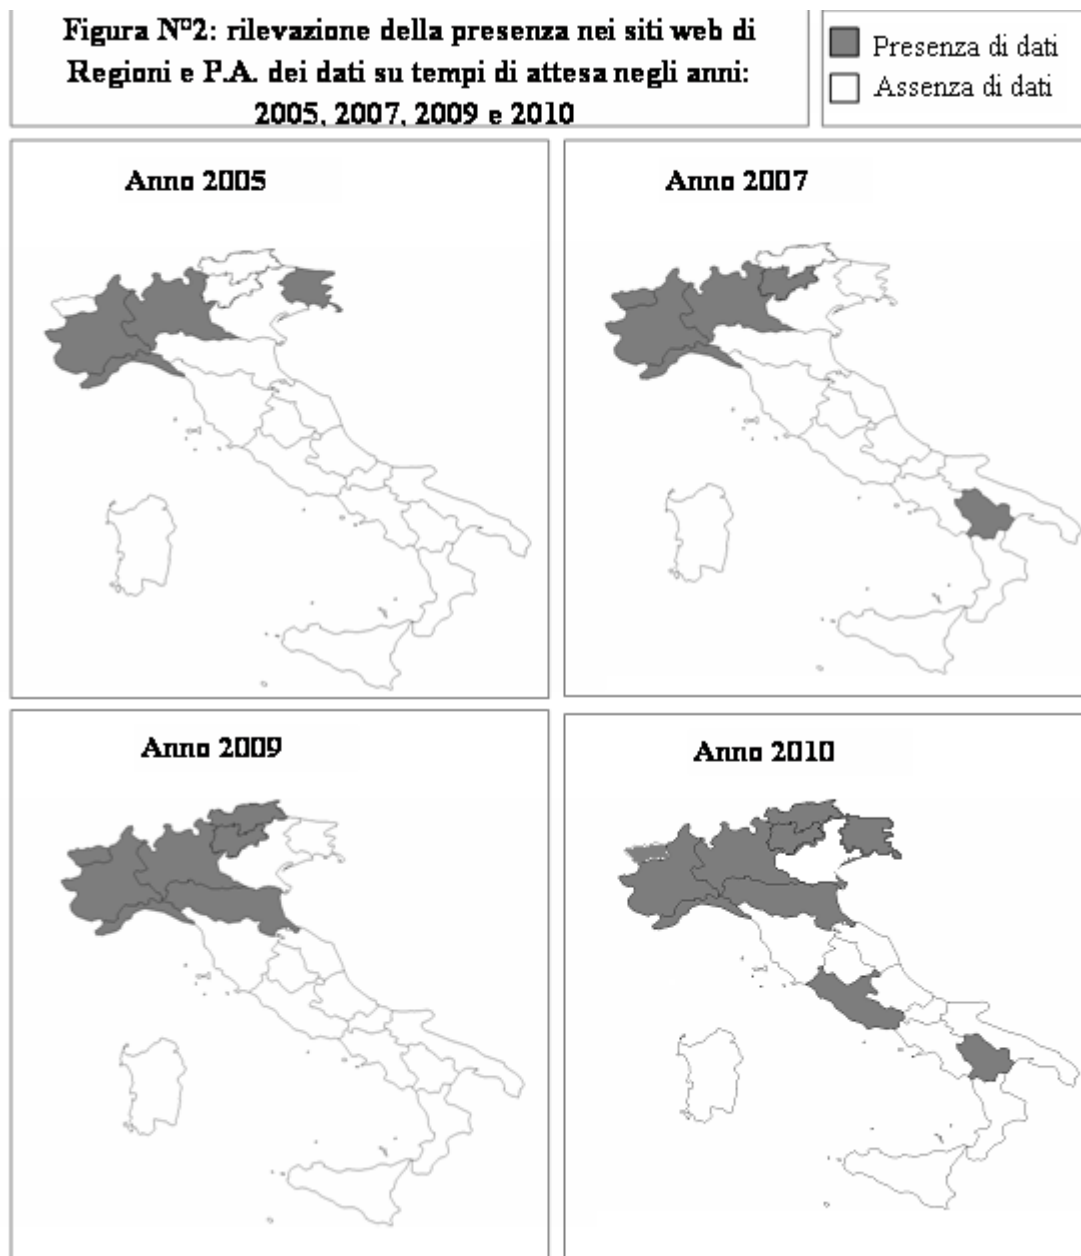 Figura N°2: rilevazione della presenza nei siti web di
Regioni e P.A. dei dati su tempi di attesa negli anni:
2005, 2007, 2009 e 2010
Presenza di dati
Assenza di dati
Anno 2005
Anno 2007
Anno 2009
Anno 2010